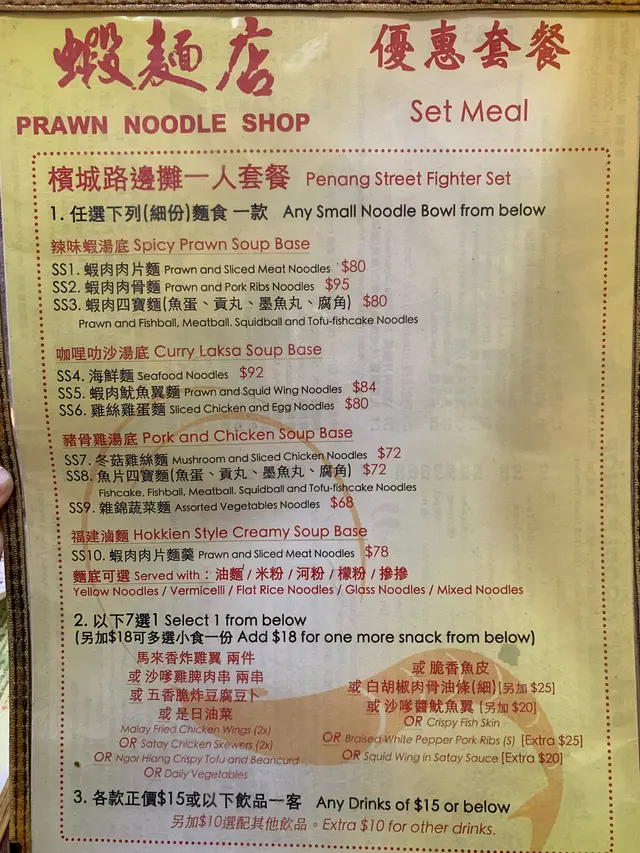 蝦麵店
PRAWN NOODLE SHOP
優惠套餐
Set Meal
檳城路邊攤一人套餐 Penang Street Fighter Set
1. 任選下列(細份)麵食 一款 Any Small Noodle Bowl from below
辣味蝦湯底 Spicy Prawn Soup Base
SS1. 蝦肉肉片麵 Prawn and Sliced Meat Noodles $80
SS2. 蝦肉肉骨麵 Prawn and Pork Ribs Noodles $95
SS3. 蝦肉四寶麵(魚蛋、貢丸、墨魚丸、腐角) $80
Prawn and Fishball, Meatball. Squidball and Tofu-fishcake Noodles
咖哩叻沙湯底 Curry Laksa Soup Base
SS4. 海鮮麵 Seafood Noodles $92
SS5. 蝦肉魷魚翼麵 Prawn and Squid Wing Noodles $84
SS6. 雞絲雞蛋麵 Sliced Chicken and Egg Noodles $80
豬骨雞湯底 Pork and Chicken Soup Base
SS7. 冬菇雞絲麵 Mushroom and Sliced Chicken Noodles $72
SS8. 魚片四寶麵(魚蛋、貢丸、墨魚丸、腐角) $72
Fishcake, Fishball, Meatball. Squidball and Tofu-fishcake Noodles
SS9. 雜錦蔬菜麵 Assorted Vegetables Noodles $68
福建滷麵 Hokkien Style Creamy Soup Base
SS10. 蝦肉肉片麵羹 Prawn and Sliced Meat Noodles $78
麵底可選 Served with : 油麵 / 米粉 / 河粉 / 檬粉 / 摻摻
Yellow Noodles / Vermicelli / Flat Rice Noodles / Glass Noodles / Mixed Noodles
2. 以下7選1 Select 1 from below
(另加$18可多選小食一份 Add $18 for one more snack from below)
馬來香炸雞翼 兩件
或 沙嗲雞脾肉串 兩串
或 五香脆炸豆腐豆卜
或 是日油菜
Malay Fried Chicken Wings (2x)
OR Satay Chicken Skewers (2x)
OR Ngor Hiang Crispy Tofu and Beancurd
OR Daily Vegetables
或 脆香魚皮
或 白胡椒肉骨油條(細) [另加 $25]
或 沙嗲醬魷魚翼 [另加 $20]
OR Crispy Fish Skin
OR Braised White Pepper Pork Ribs (S) [Extra $25]
OR Squid Wing in Satay Sauce [Extra $20]
3. 各款正價$15或以下飲品一客 Any Drinks of $15 or below
另加$10選配其他飲品。Extra $10 for other drinks.